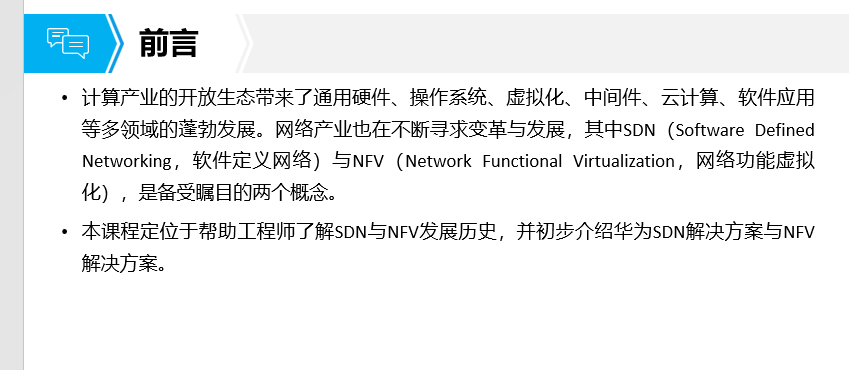 前言
• 计算产业的开放生态带来了通用硬件、操作系统、虚拟化、中间件、云计算、软件应用
等多领域的蓬勃发展。网络产业也在不断寻求变革与发展，其中SDN（Software Defined
Networking，软件定义网络）与NFV（Network Functional Virtualization，网络功能虚拟
化），是备受瞩目的两个概念。
• 本课程定位于帮助工程师了解SDN与NFV发展历史，并初步介绍华为SDN解决方案与NFV
解决方案。